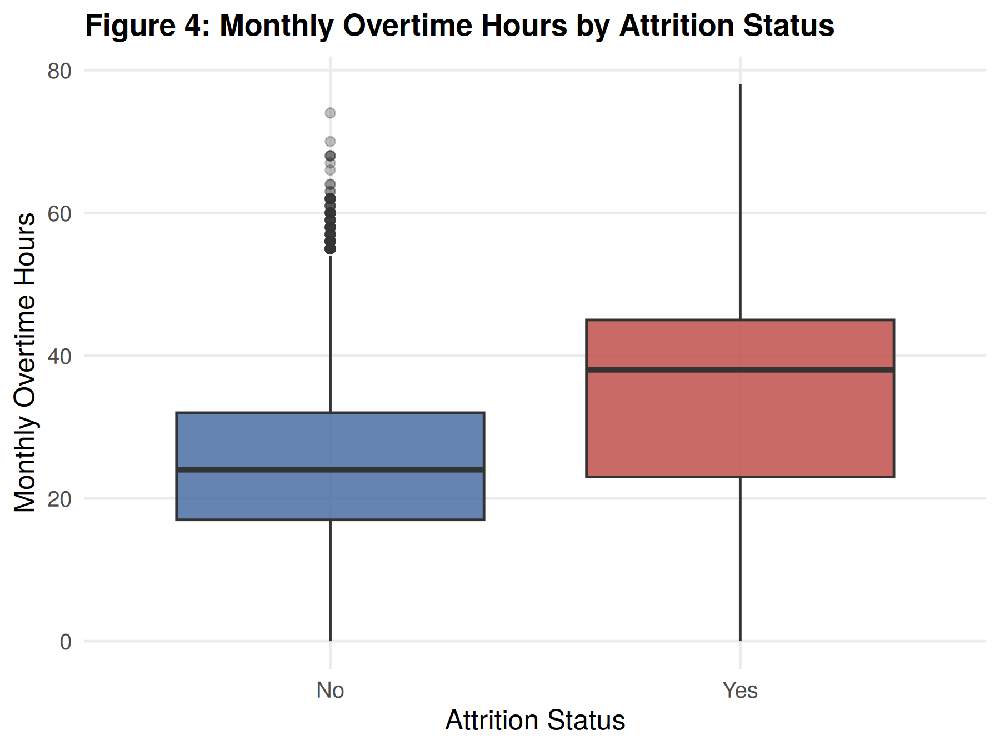 Figure 4: Monthly Overtime Hours by Attrition Status
Monthly Overtime Hours
80
60
40
20
0
No
Yes
Attrition Status